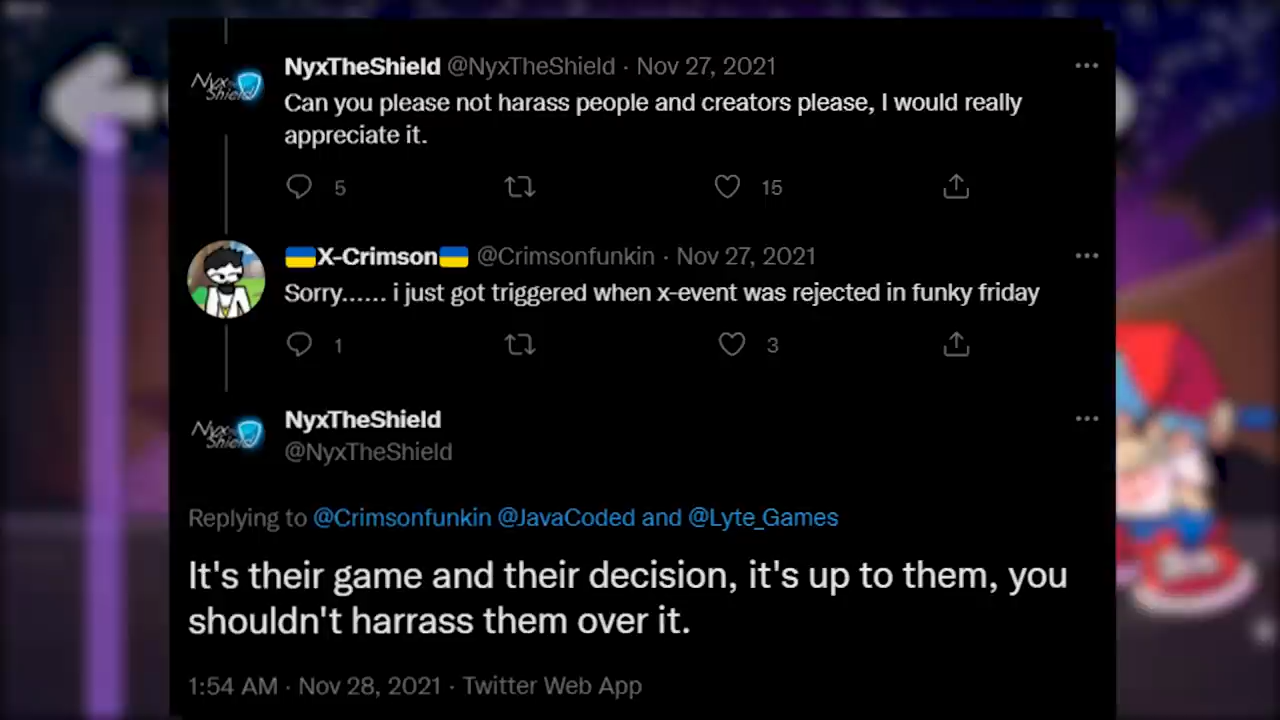 NyxTheShield @NyxTheShield · Nov 27, 2021
Can you please not harass people and creators please, I would really
appreciate it.
5 15
🇺🇦X-Crimson🇺🇦 @Crimsonfunkin · Nov 27, 2021
Sorry...... i just got triggered when x-event was rejected in funky friday
1 3
NyxTheShield
@NyxTheShield
Replying to @Crimsonfunkin @JavaCoded and @Lyte_Games
It's their game and their decision, it's up to them, you
shouldn't harrass them over it.
1:54 AM · Nov 28, 2021 · Twitter Web App